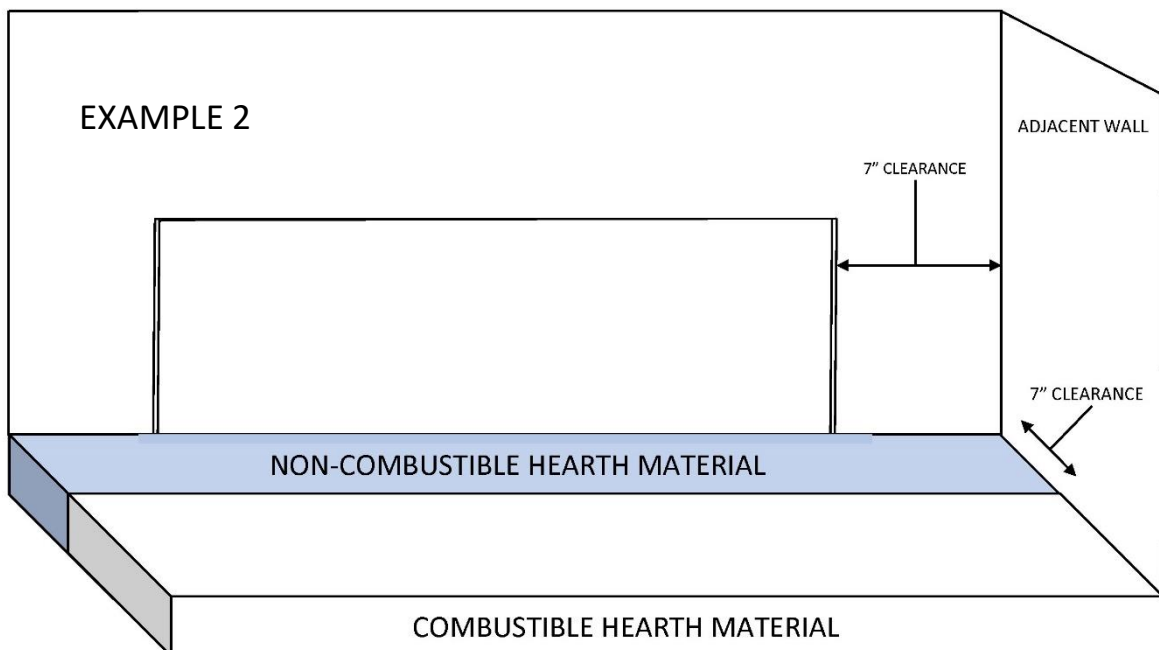 EXAMPLE 2
ADJACENT WALL
7” CLEARANCE
7” CLEARANCE
NON-COMBUSTIBLE HEARTH MATERIAL
COMBUSTIBLE HEARTH MATERIAL